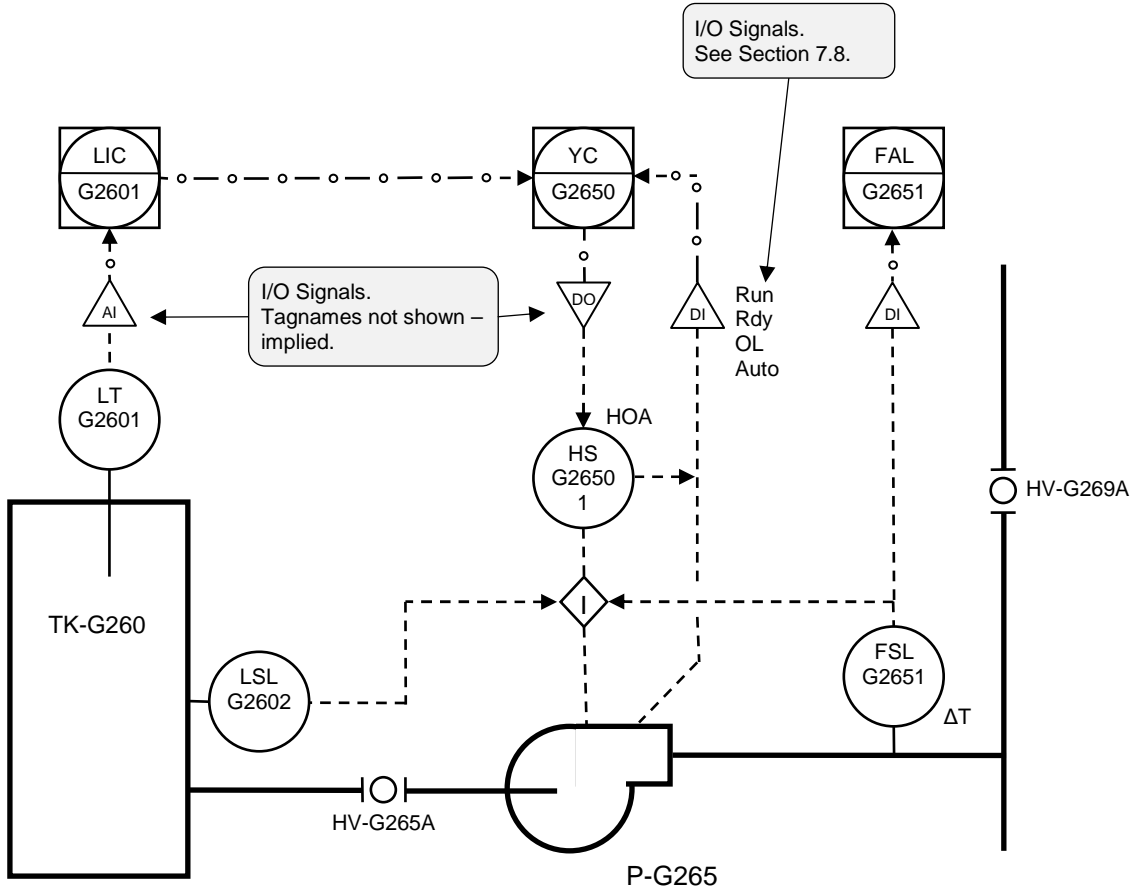 I/O Signals.
See Section 7.8.
LIC
G2601
YC
G2650
FAL
G2651
I/O Signals.
Tagnames not shown –
implied.
AI
DO
DI
Run
Rdy
OL
Auto
DI
LT
G2601
HOA
HS
G2650
1
HV-G269A
I
TK-G260
LSL
G2602
FSL
G2651
ΔT
HV-G265A
P-G265